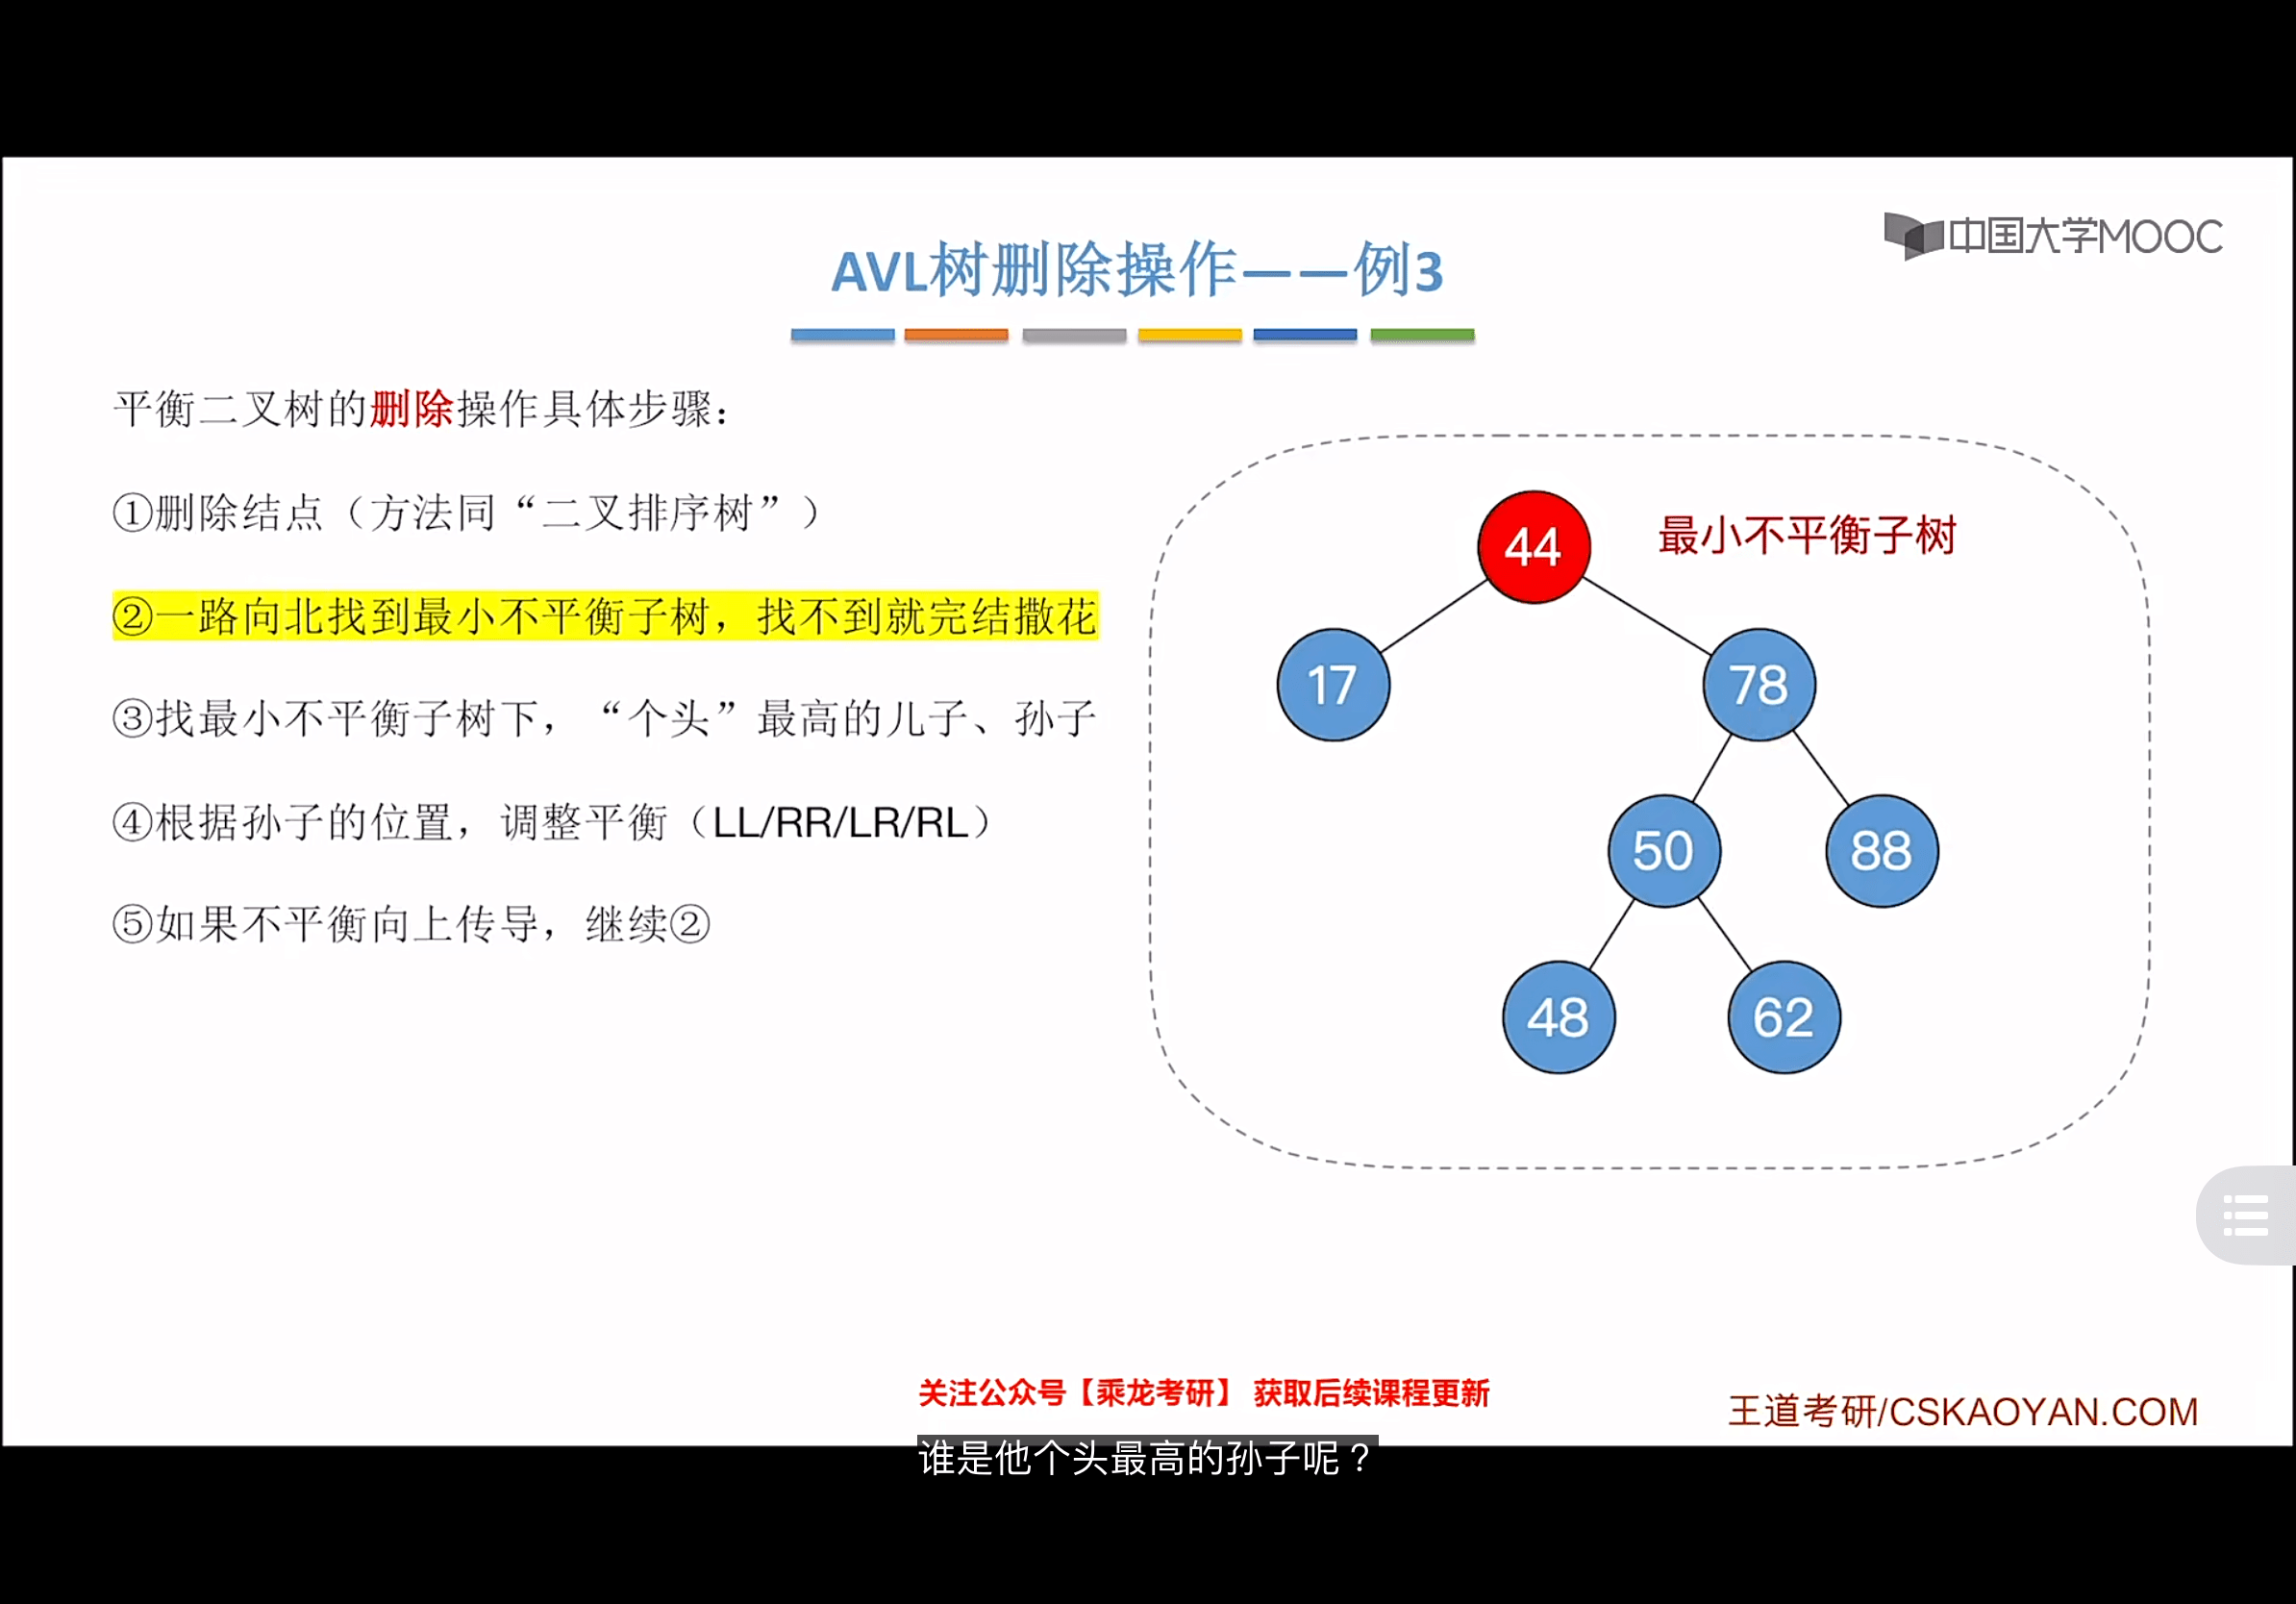 中国大学MOOC
AVL树删除操作——例3
平衡二叉树的删除操作具体步骤：
①删除结点（方法同“二叉排序树”）
②一路向北找到最小不平衡子树，找不到就完结撒花
③找最小不平衡子树下，“个头”最高的儿子、孙子
④根据孙子的位置，调整平衡（LL/RR/LR/RL）
⑤如果不平衡向上传导，继续②
44
最小不平衡子树
17
78
50
88
48
62
关注公众号【乘龙考研】 获取后续课程更新
王道考研/CSKAOYAN.COM
谁是他个头最高的孙子呢？